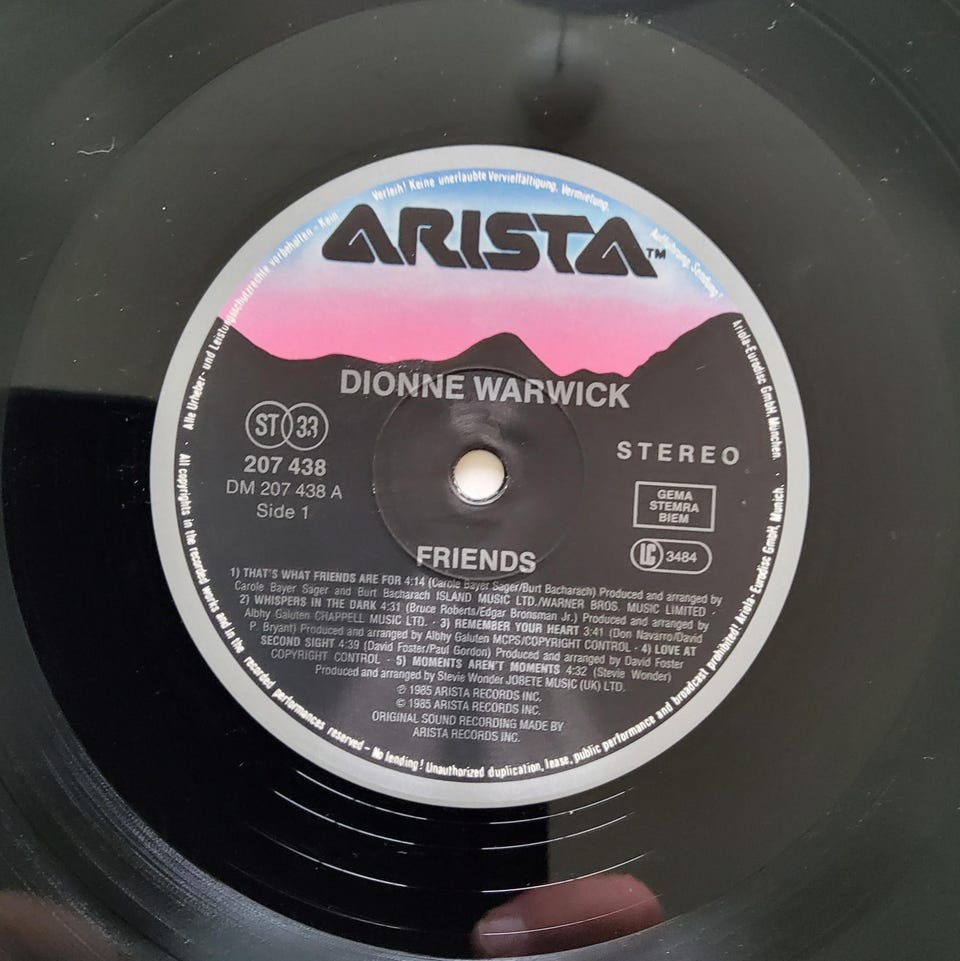 Alle Urheber- und Leistungsschutzrechte vorbehalten - Kein Verleih! Keine unerlaubte Vervielfältigung, Vermietung, Aufführung, Sendung!
ARISTA™
DIONNE WARWICK
ST 33
207 438
DM 207 438 A
Side 1
STEREO
GEMA
STEMRA
BIEM
LC 3484
FRIENDS
1) THAT'S WHAT FRIENDS ARE FOR 4:14 (Carole Bayer Sager/Burt Bacharach) Produced and arranged by
Carole Bayer Sager and Burt Bacharach ISLAND MUSIC LTD./WARNER BROS. MUSIC LIMITED ·
2) WHISPERS IN THE DARK 4:31 (Bruce Roberts/Edgar Bronsman Jr.) Produced and arranged by
Albhy Galuten CHAPPELL MUSIC LTD. · 3) REMEMBER YOUR HEART 3:41 (Don Navarro/David
P. Bryant) Produced and arranged by Albhy Galuten MCPS/COPYRIGHT CONTROL · 4) LOVE AT
SECOND SIGHT 4:39 (David Foster/Paul Gordon) Produced and arranged by David Foster
COPYRIGHT CONTROL · 5) MOMENTS AREN'T MOMENTS 4:32 (Stevie Wonder)
Produced and arranged by Stevie Wonder JOBETE MUSIC (UK) LTD.
℗ 1985 ARISTA RECORDS INC.
© 1985 ARISTA RECORDS INC.
ORIGINAL SOUND RECORDING MADE BY
ARISTA RECORDS INC.
Ariola-Eurodisc GmbH, München.
All copyrights in the recorded works and in the recorded performances reserved - No lending! Unauthorized duplication, lease, public performance and broadcast prohibited! Ariola-Eurodisc GmbH, Munich.